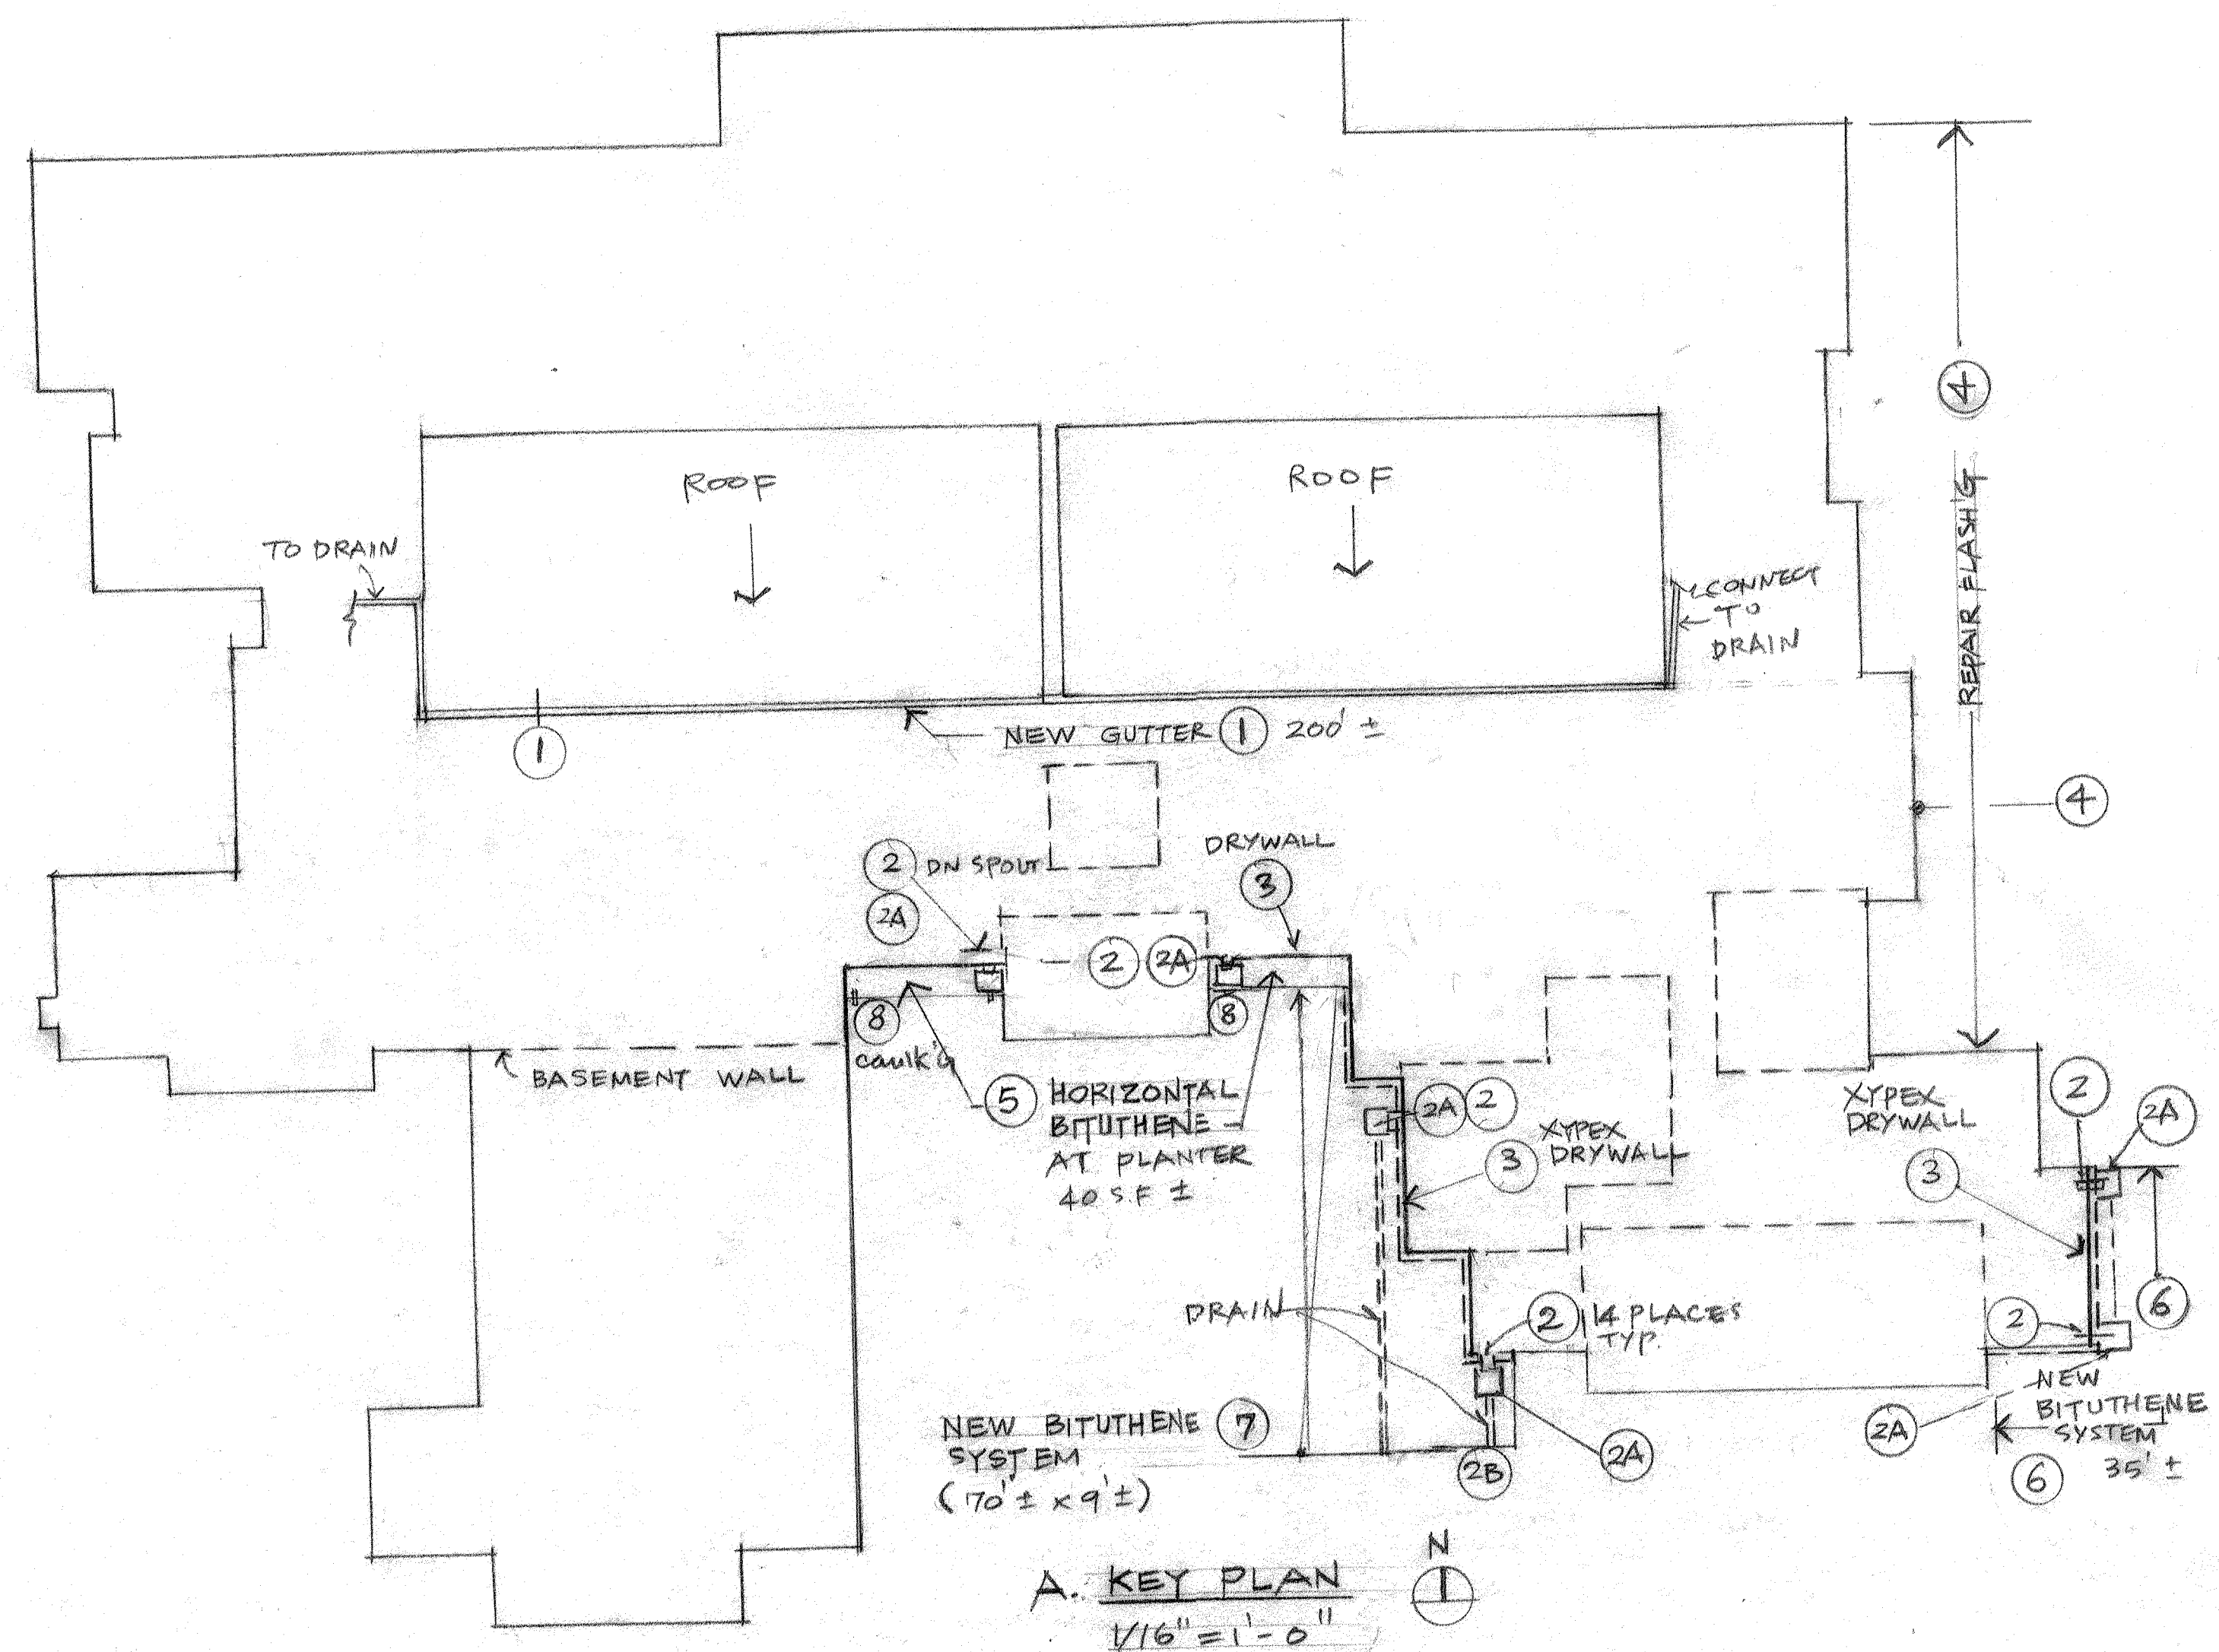 ROOF
ROOF
TO DRAIN
CONNECT
TO
DRAIN
4
REPAIR FLASH'G
1
NEW GUTTER 1 200' ±
4
2 DN SPOUT
2A
DRYWALL
3
2 2A
8
caulk'g
8
BASEMENT WALL
5 HORIZONTAL
BITUTHENE
AT PLANTER
40 S.F ±
2A 2
XYPEX
DRYWALL
3
XYPEX
DRYWALL
3
2
2A
6
2
DRAIN
2 14 PLACES
TYP.
NEW BITUTHENE 7
SYSTEM
(70' ± x 9' ±)
2B
2A
2A
NEW
BITUTHENE
SYSTEM
35' ±
6
A. KEY PLAN
1/16" = 1'-0"
N